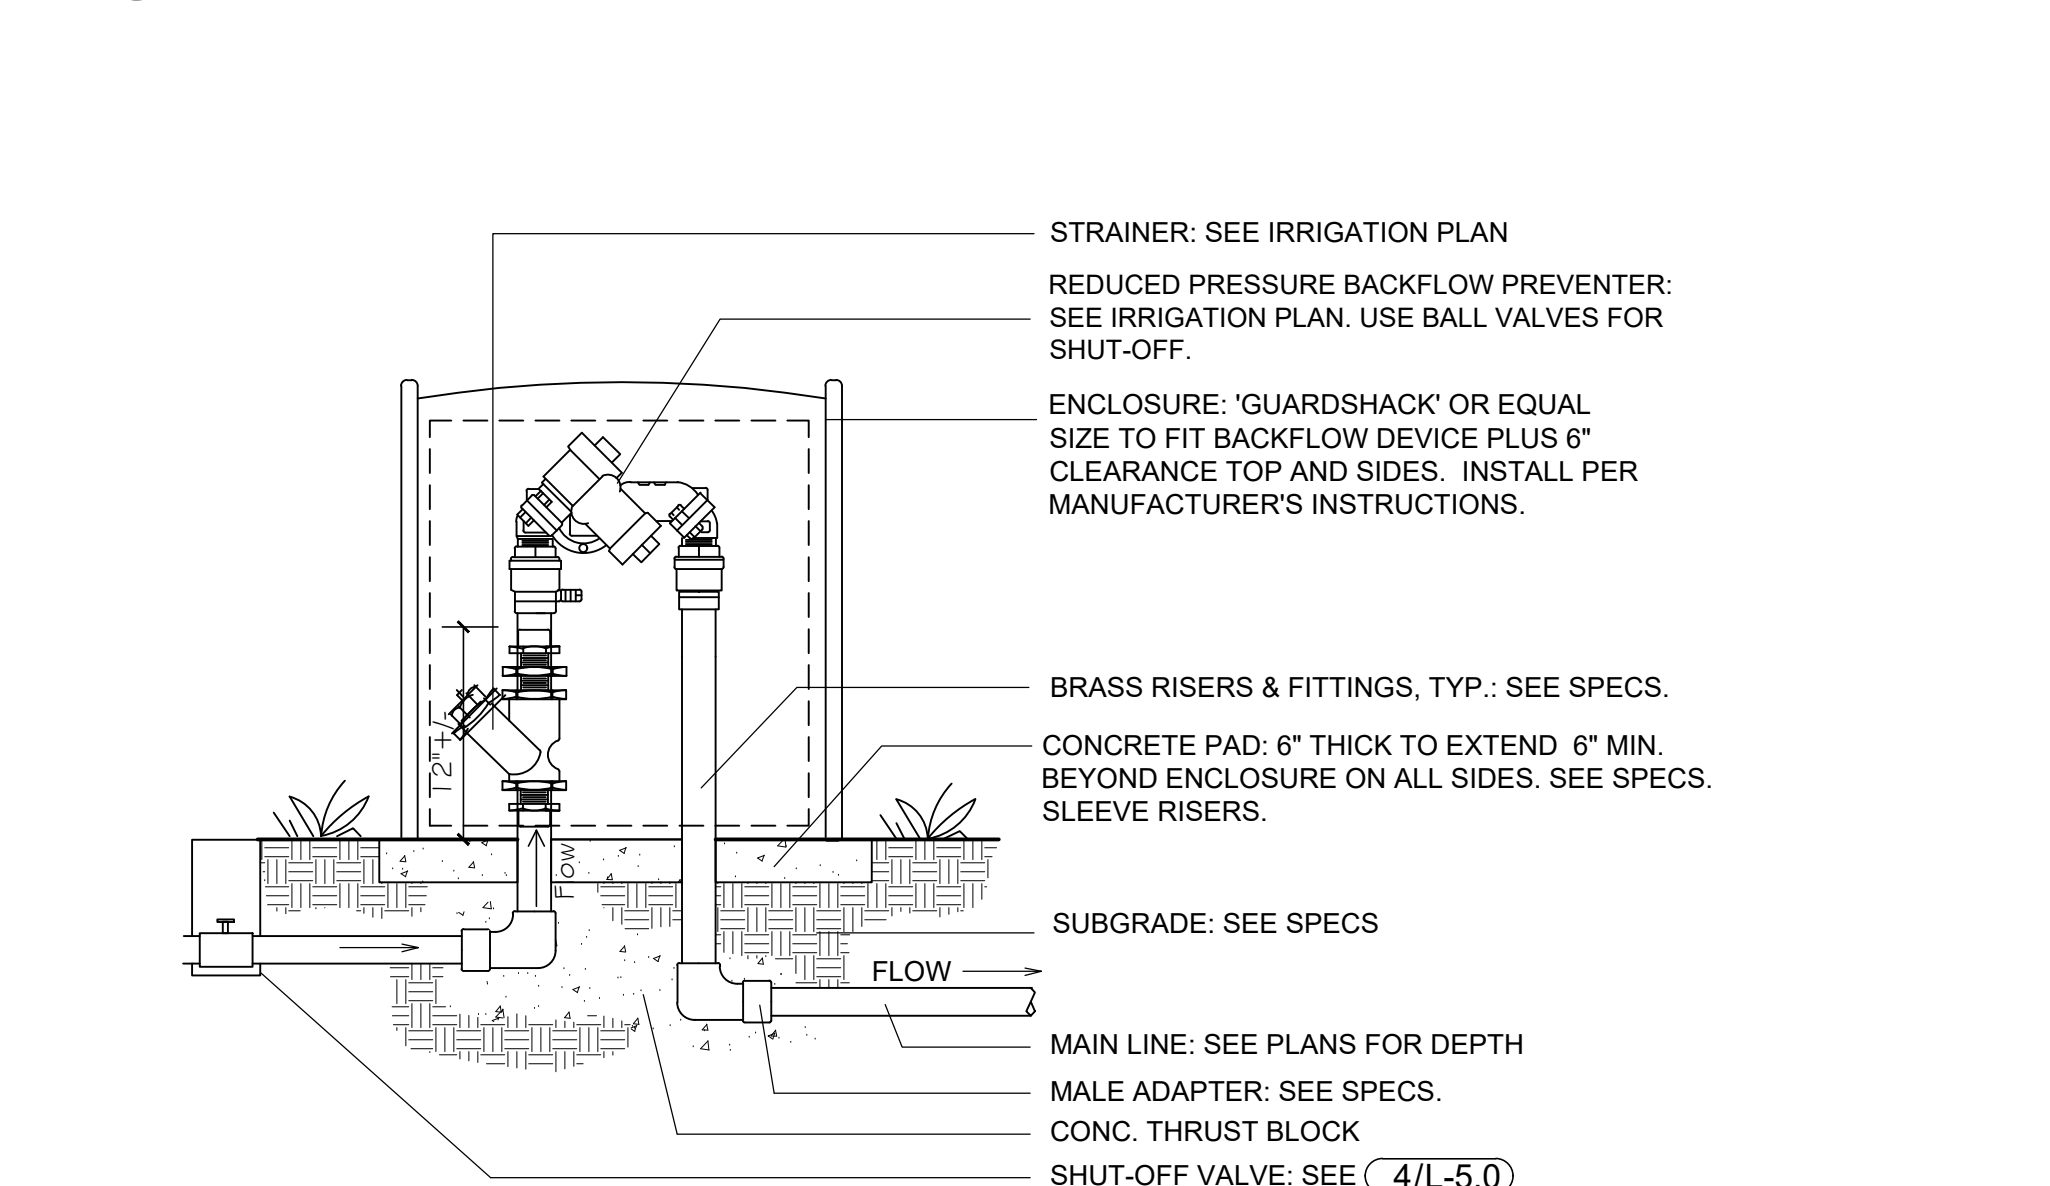 STRAINER: SEE IRRIGATION PLAN
REDUCED PRESSURE BACKFLOW PREVENTER:
SEE IRRIGATION PLAN. USE BALL VALVES FOR
SHUT-OFF.
ENCLOSURE: 'GUARDSHACK' OR EQUAL
SIZE TO FIT BACKFLOW DEVICE PLUS 6"
CLEARANCE TOP AND SIDES.  INSTALL PER
MANUFACTURER'S INSTRUCTIONS.
12"+/-
BRASS RISERS & FITTINGS, TYP.: SEE SPECS.
CONCRETE PAD: 6" THICK TO EXTEND  6" MIN.
BEYOND ENCLOSURE ON ALL SIDES. SEE SPECS.
SLEEVE RISERS.
FLOW
SUBGRADE: SEE SPECS
FLOW
MAIN LINE: SEE PLANS FOR DEPTH
MALE ADAPTER: SEE SPECS.
CONC. THRUST BLOCK
SHUT-OFF VALVE: SEE 4/L-5.0